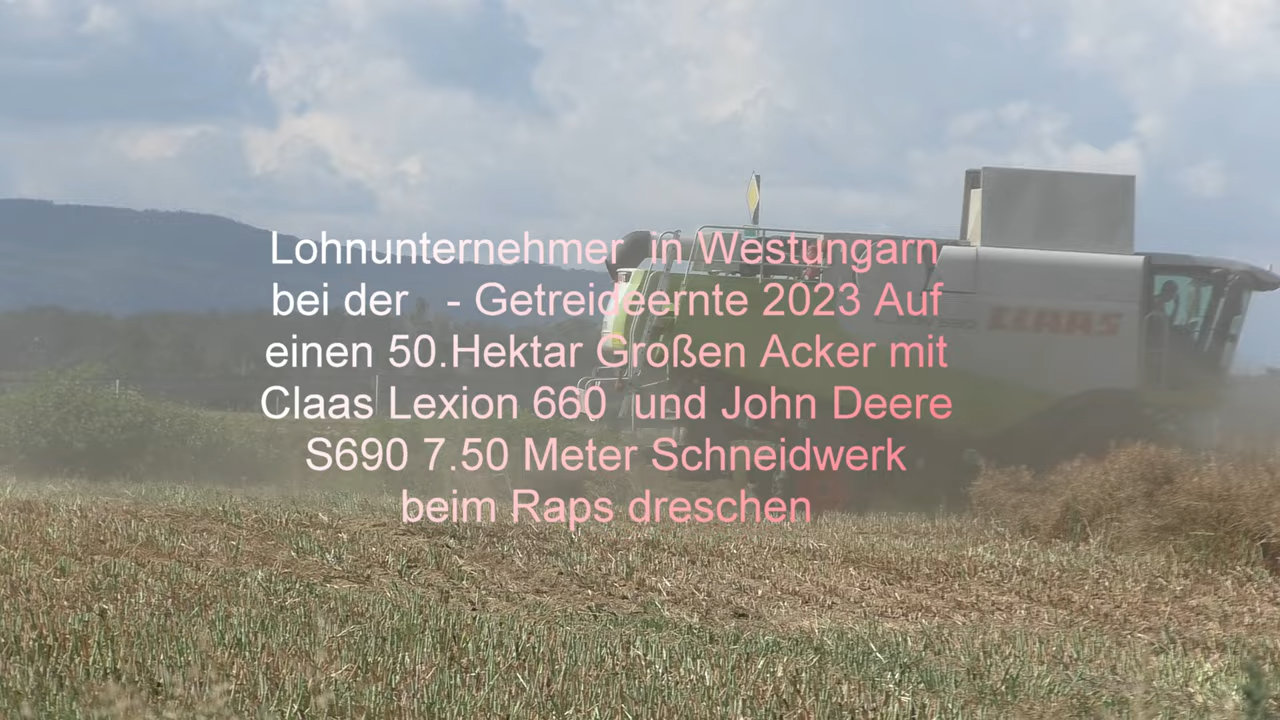 Lohnunternehmer in Westungarn
bei der - Getreideernte 2023 Auf
einen 50.Hektar Großen Acker mit
Claas Lexion 660 und John Deere
S690 7.50 Meter Schneidwerk
beim Raps dreschen
CLAAS